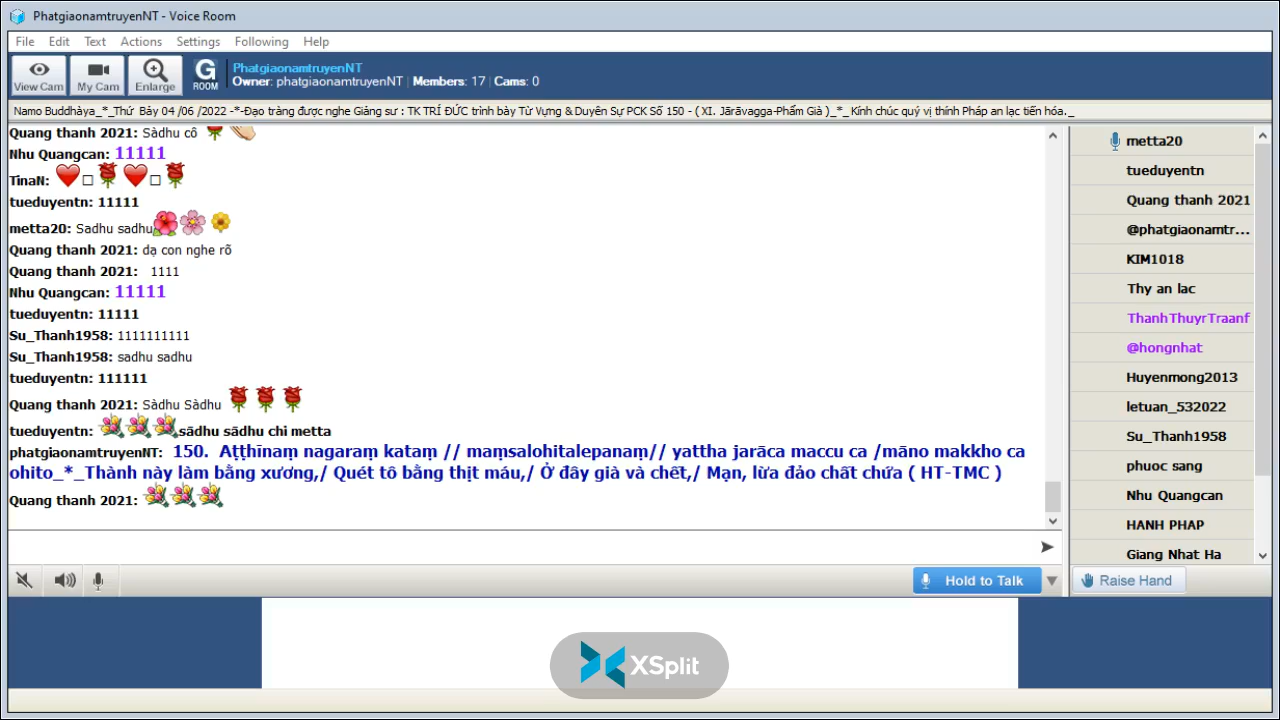 PhatgiaonamtruyenNT - Voice Room
File Edit Text Actions Settings Following Help
View Cam My Cam Enlarge G ROOM
PhatgiaonamtruyenNT
Owner: phatgiaonamtruyenNT | Members: 17 | Cams: 0
Namo Buddhàya_*_Thứ Bảy 04 /06 /2022 -*-Đạo tràng được nghe Giảng sư : TK TRÍ ĐỨC trình bày Từ Vựng & Duyên Sự PCK Số 150 - ( XI. Jārāvagga-Phẩm Già )_*_ Kính chúc quý vị thính Pháp an lạc tiến hóa._
Quang thanh 2021: Sàdhu cô
Nhu Quangcan: 11111
TinaN:
tueduyentn: 11111
metta20: Sadhu sadhu
Quang thanh 2021: dạ con nghe rõ
Quang thanh 2021: 1111
Nhu Quangcan: 11111
tueduyentn: 11111
Su_Thanh1958: 1111111111
Su_Thanh1958: sadhu sadhu
tueduyentn: 111111
Quang thanh 2021: Sàdhu Sàdhu
tueduyentn: sādhu sādhu chi metta
phatgiaonamtruyenNT: 150. Aṭṭhīnaṃ nagaraṃ kataṃ // maṃsalohitalepanaṃ// yattha jarāca maccu ca /māno makkho ca
ohito_*_Thành này làm bằng xương,/ Quét tô bằng thịt máu,/ Ở đây già và chết,/ Mạn, lừa đảo chất chứa ( HT-TMC )
Quang thanh 2021:
metta20
tueduyentn
Quang thanh 2021
@phatgiaonamtr...
KIM1018
Thy an lac
ThanhThuyrTraanf
@hongnhat
Huyenmong2013
letuan_532022
Su_Thanh1958
phuoc sang
Nhu Quangcan
HANH PHAP
Giang Nhat Ha
Hold to Talk
Raise Hand
XSplit